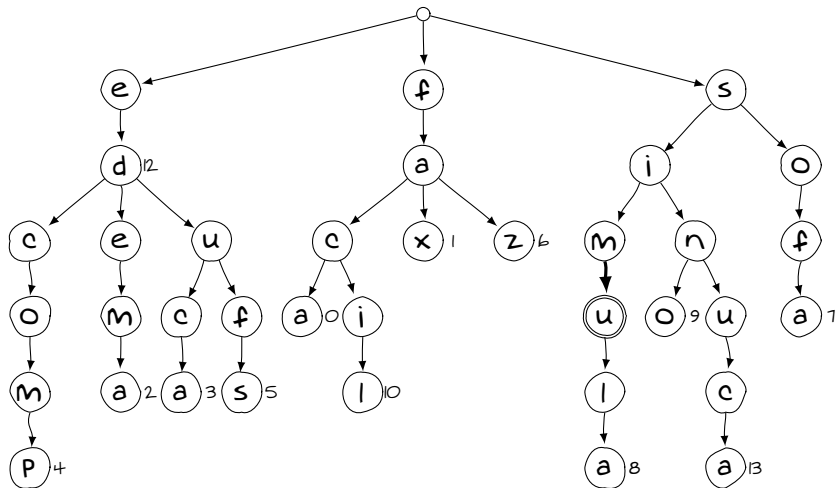 e f s
d 12 a i o
c e u c x 1 z 6 m n f
o m c f a 0 i u o 9 u a 7
m a 2 a 3 s 5 l 10 l c
p 4 a 8 a 13